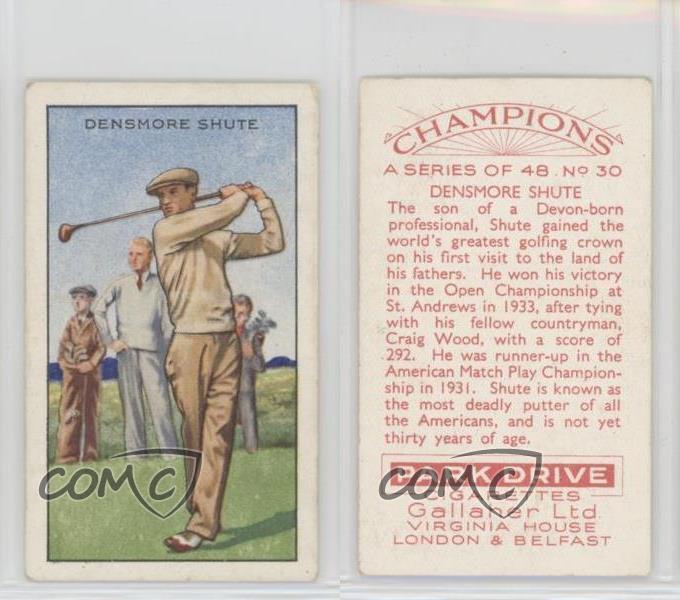 DENSMORE SHUTE
COMC
CHAMPIONS
A SERIES OF 48. Nº 30
DENSMORE SHUTE
The son of a Devon-born
professional, Shute gained the
world's greatest golfing crown
on his first visit to the land of
his fathers. He won his victory
in the Open Championship at
St. Andrews in 1933, after tying
with his fellow countryman,
Craig Wood, with a score of
292. He was runner-up in the
American Match Play Champion-
ship in 1931. Shute is known as
the most deadly putter of all
the Americans, and is not yet
thirty years of age.
PARK DRIVE
COMC
CIGARETTES
Gallaher Ltd.
VIRGINIA HOUSE
LONDON & BELFAST